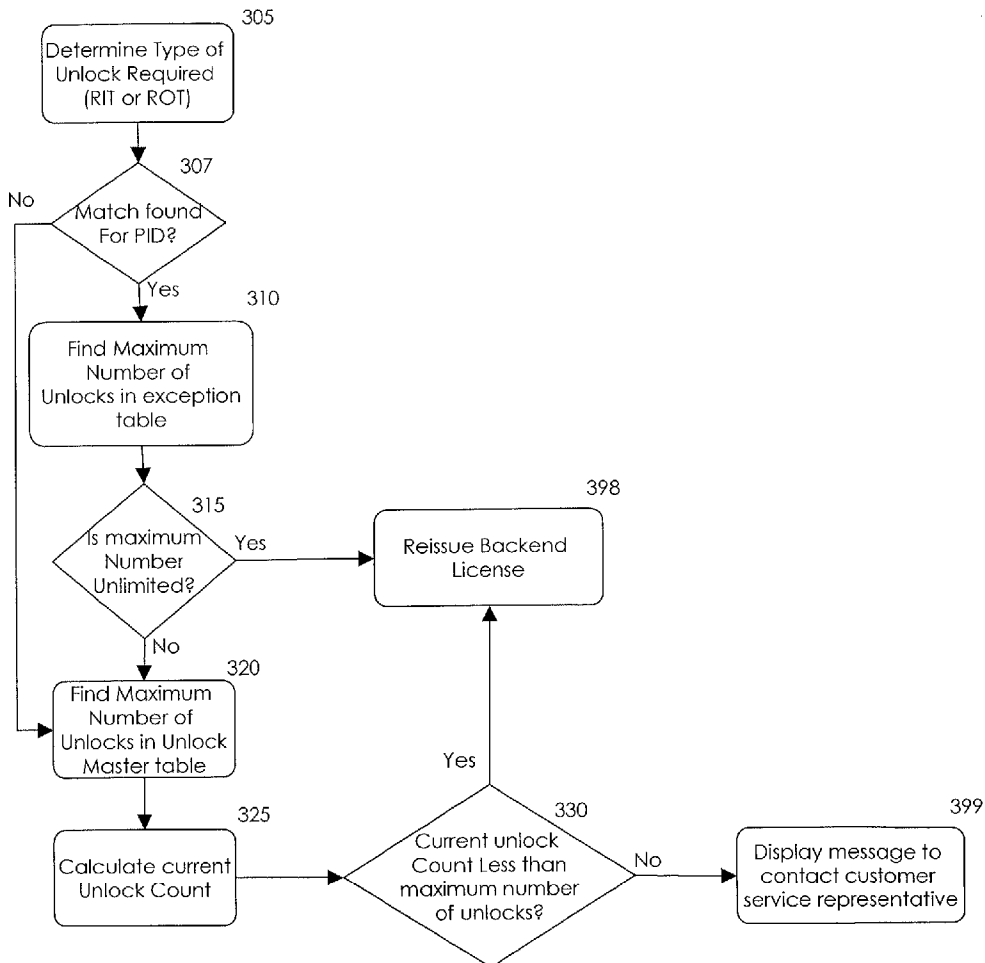 305
Determine Type of
Unlock Required
(RIT or ROT)
307
No
Match found
For PID?
Yes
310
Find Maximum
Number of
Unlocks in exception
table
315
398
Is maximum
Number
Unlimited?
Yes
Reissue Backend
License
No
320
Find Maximum
Number of
Unlocks in Unlock
Master table
Yes
325
330
399
Calculate current
Unlock Count
Current unlock
Count Less than
maximum number
of unlocks?
No
Display message to
contact customer
service representative